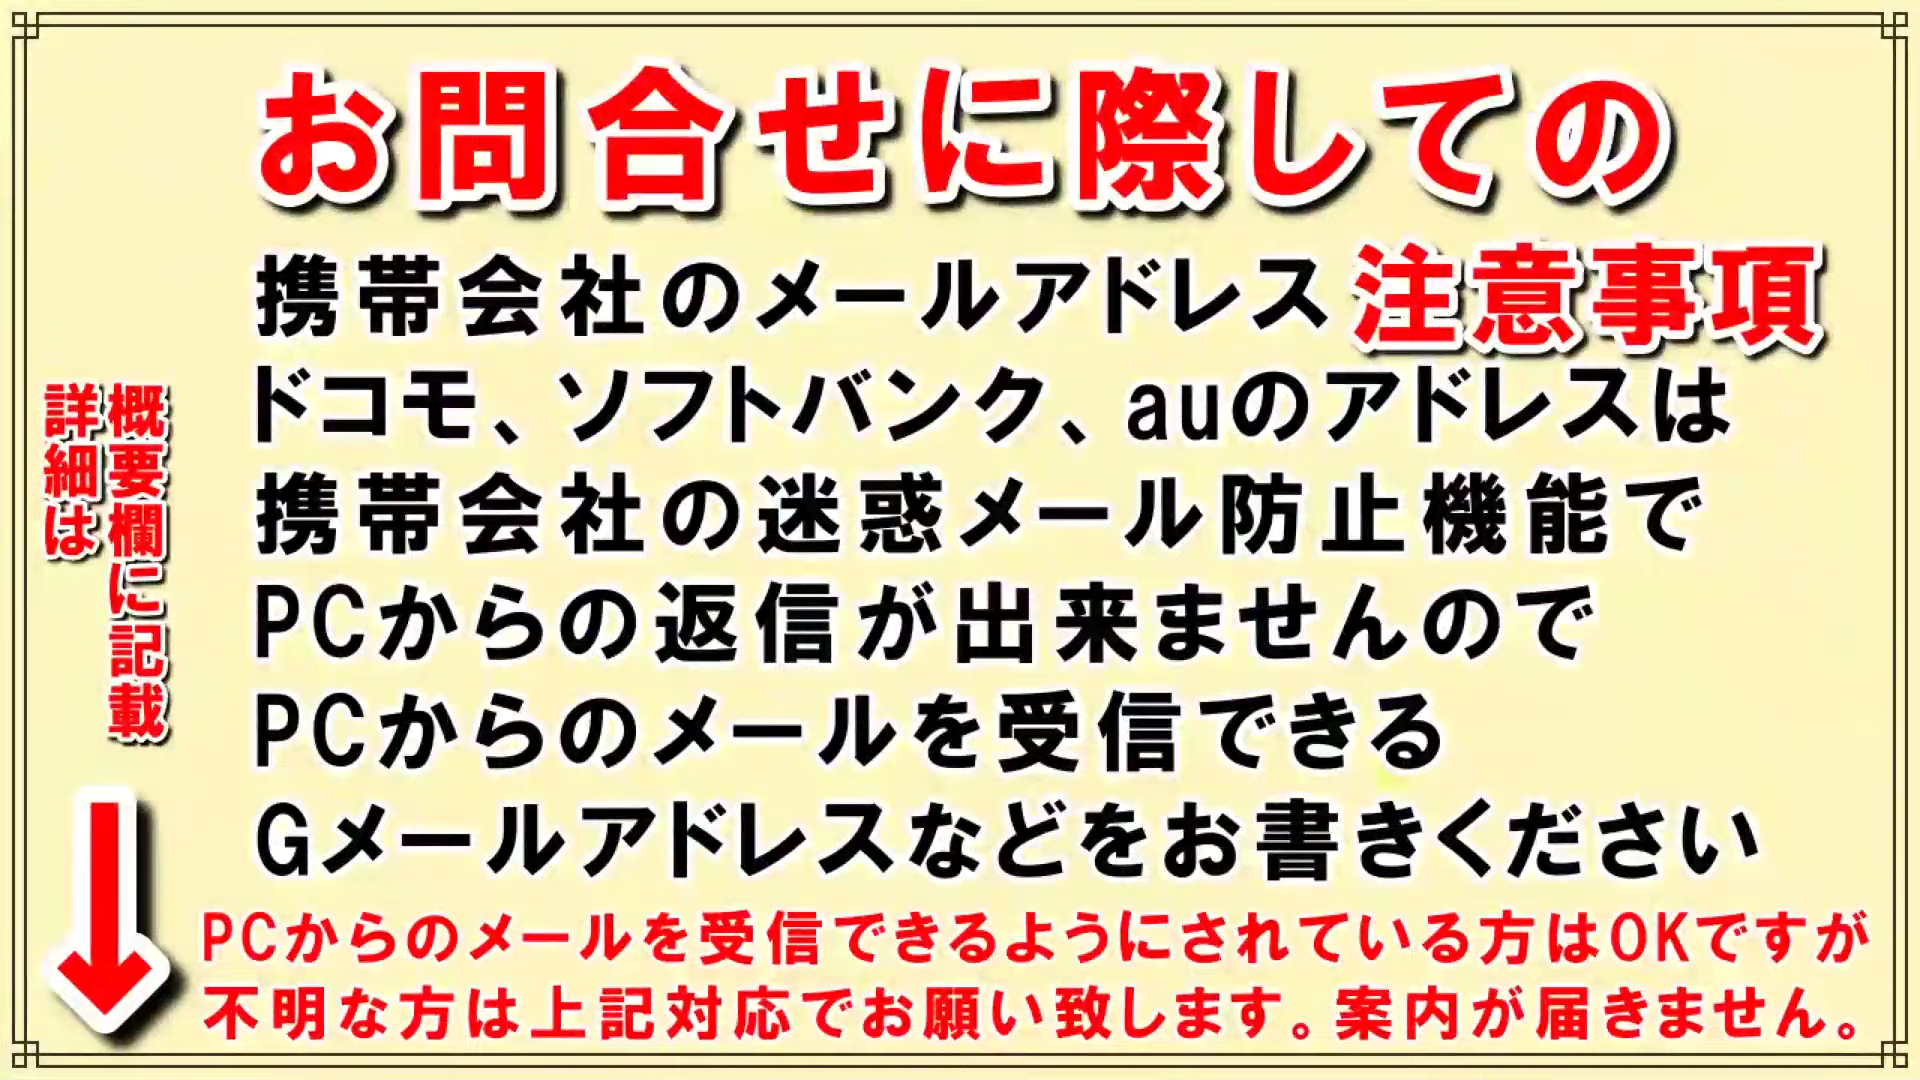 お問合せに際しての
携帯会社のメールアドレス 注意事項
ドコモ、ソフトバンク、auのアドレスは
携帯会社の迷惑メール防止機能で
PCからの返信が出来ませんので
PCからのメールを受信できる
Gメールアドレスなどをお書きください
PCからのメールを受信できるようにされている方はOKですが
不明な方は上記対応でお願い致します。案内が届きません。
詳細は
概要欄に記載